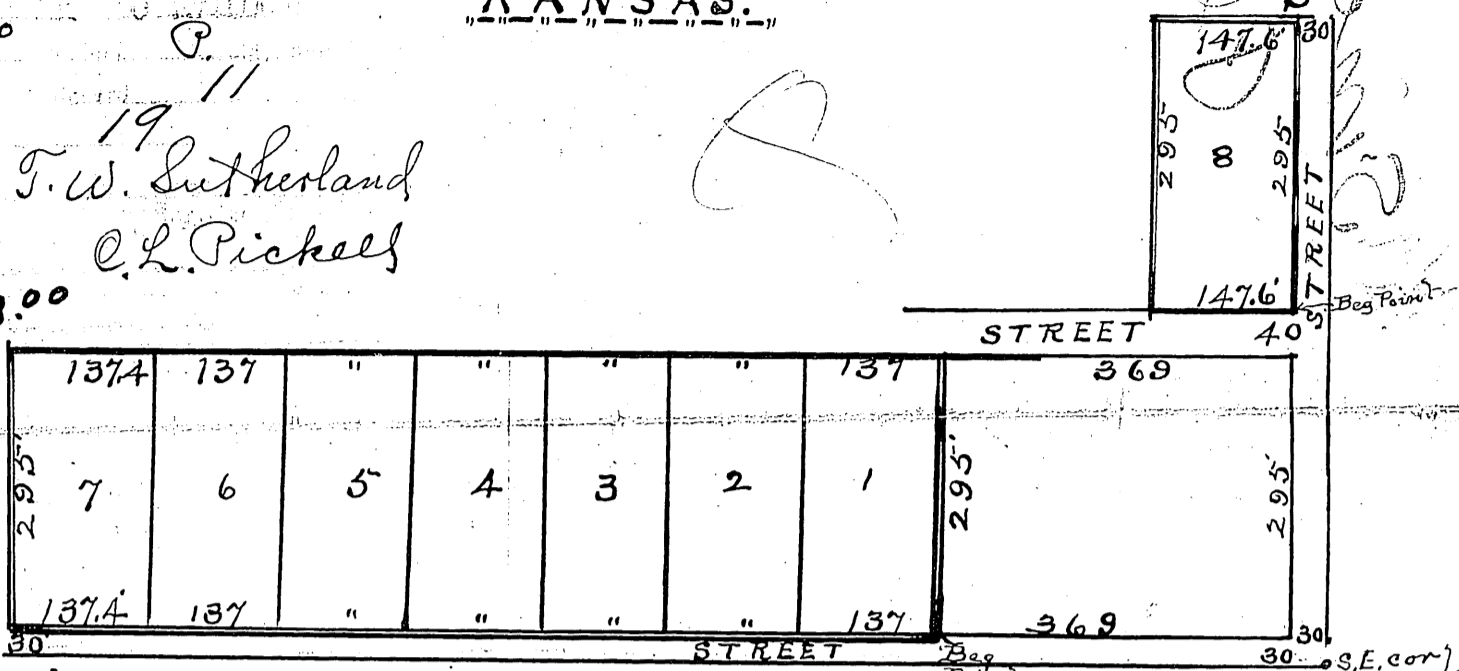 KANSAS.
P.
11
19
T. W. Sutherland
C. L. Pickell
.00
147.6' 30
295 8 295
STREET
147.6' Beg Point
STREET 40
137.4 137 " " " " 137 369
295' 7 6 5 4 3 2 1 295' 295'
137.4' 137 " " " " 137 369
30 STREET Beg 30 30 S.E. cor